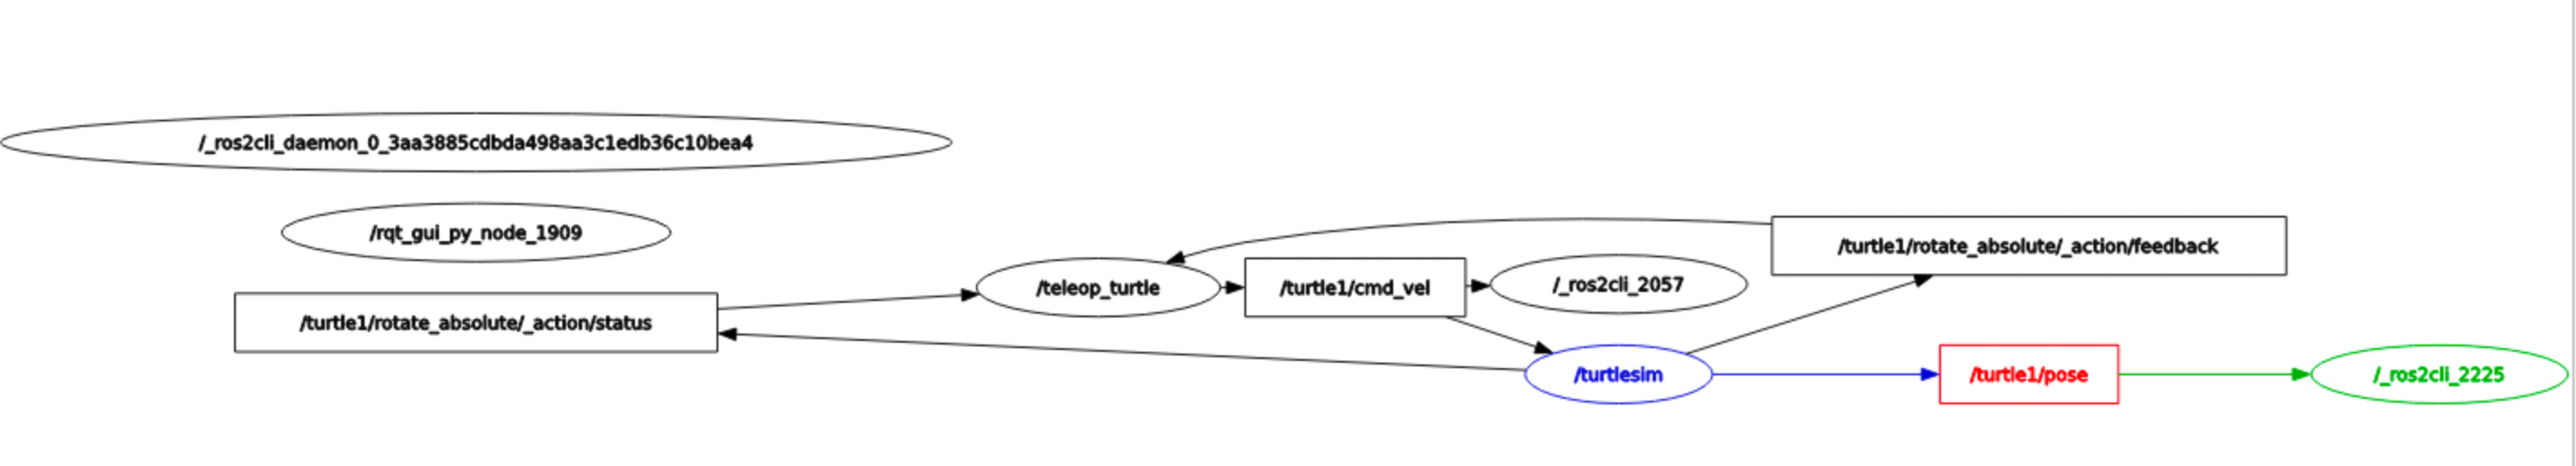 /_ros2cli_daemon_0_3aa3885cdbda498aa3c1edb36c10bea4
/rqt_gui_py_node_1909
/turtle1/rotate_absolute/_action/status
/teleop_turtle
/turtle1/cmd_vel
/_ros2cli_2057
/turtle1/rotate_absolute/_action/feedback
/turtlesim
/turtle1/pose
/_ros2cli_2225